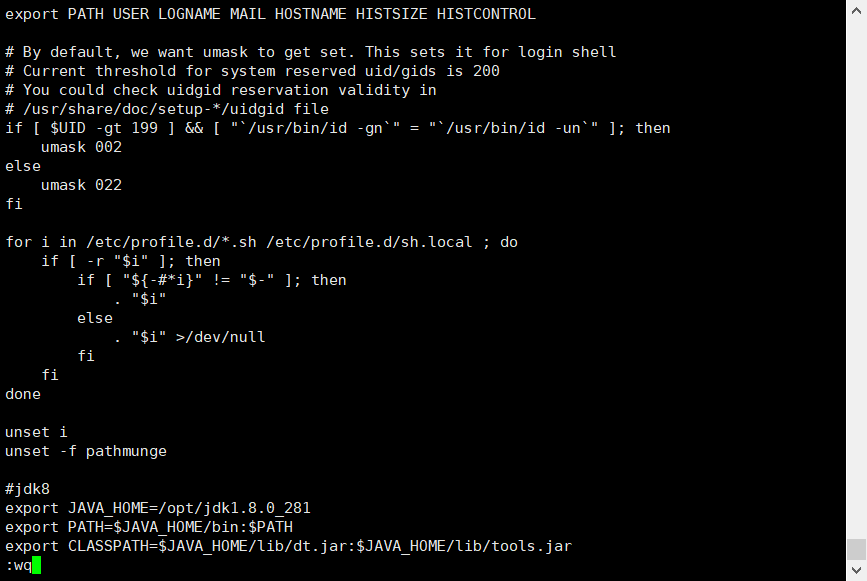 export PATH USER LOGNAME MAIL HOSTNAME HISTSIZE HISTCONTROL

# By default, we want umask to get set. This sets it for login shell
# Current threshold for system reserved uid/gids is 200
# You could check uidgid reservation validity in
# /usr/share/doc/setup-*/uidgid file
if [ $UID -gt 199 ] && [ "`/usr/bin/id -gn`" = "`/usr/bin/id -un`" ]; then
    umask 002
else
    umask 022
fi

for i in /etc/profile.d/*.sh /etc/profile.d/sh.local ; do
    if [ -r "$i" ]; then
        if [ "${-#*i}" != "$-" ]; then
            . "$i"
        else
            . "$i" >/dev/null
        fi
    fi
done

unset i
unset -f pathmunge

#jdk8
export JAVA_HOME=/opt/jdk1.8.0_281
export PATH=$JAVA_HOME/bin:$PATH
export CLASSPATH=$JAVA_HOME/lib/dt.jar:$JAVA_HOME/lib/tools.jar
:wq